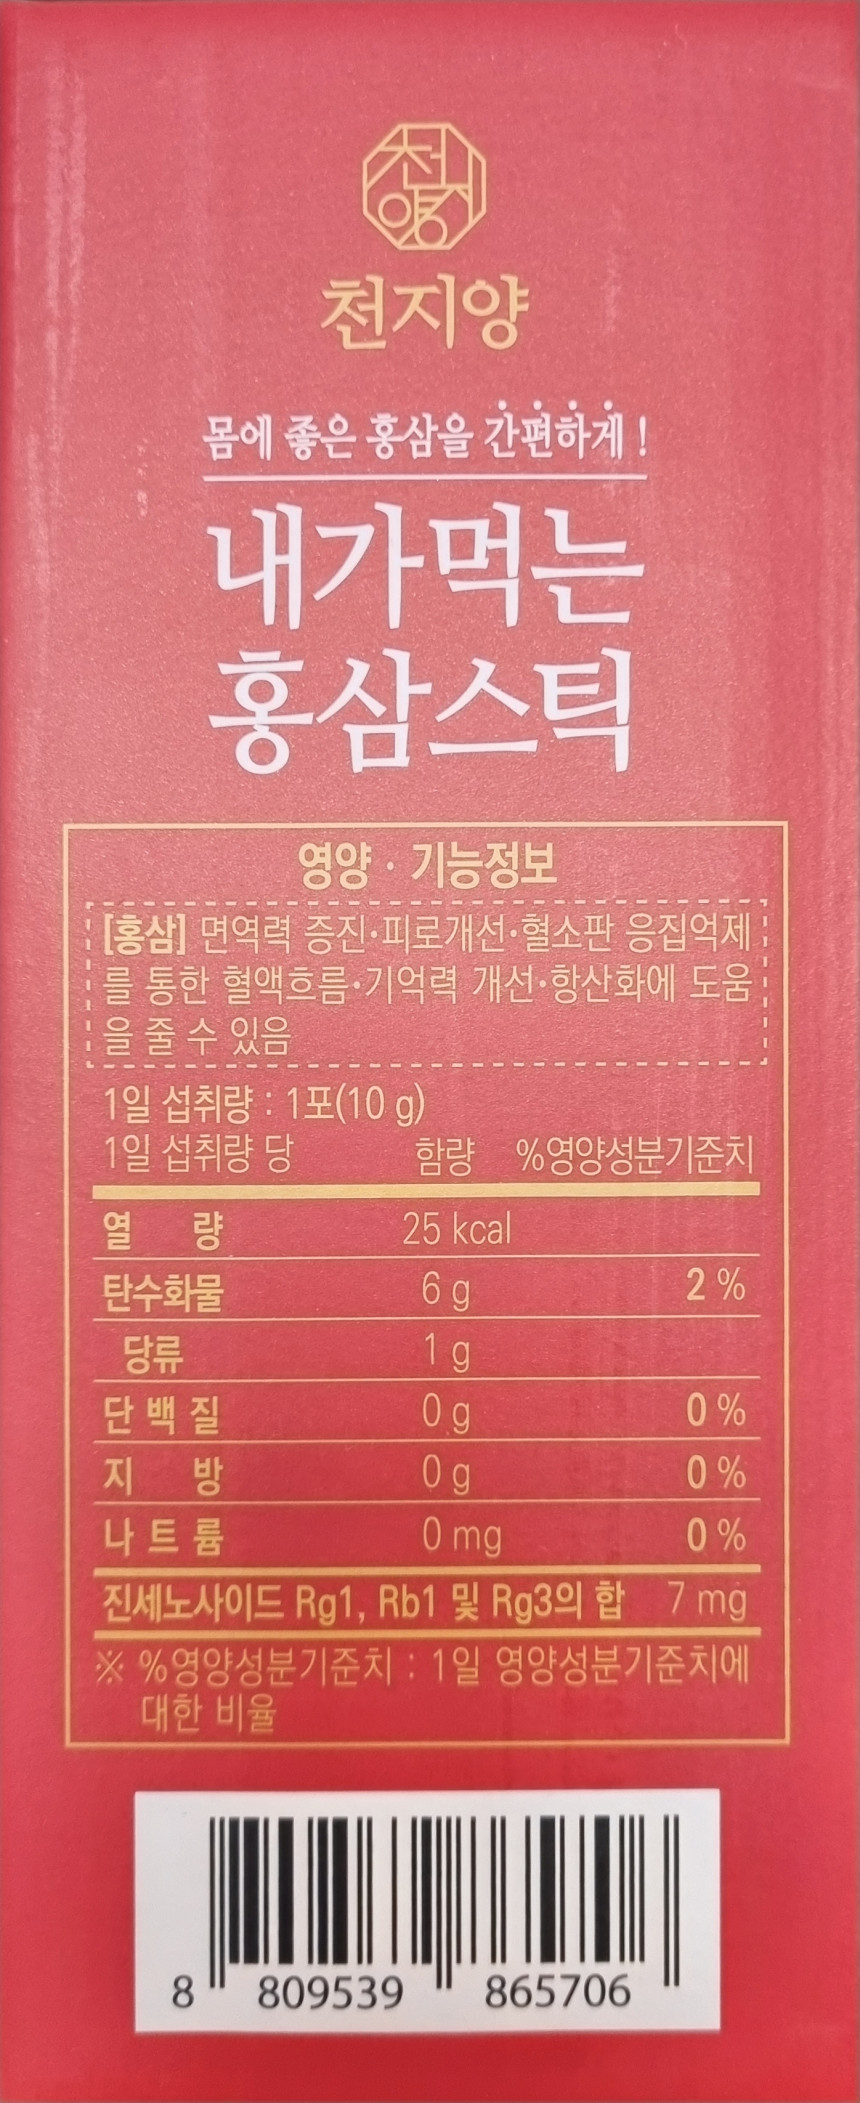 천지양
천지양
몸에 좋은 홍삼을 간편하게 !
내가먹는
홍삼스틱
영양 · 기능정보
[홍삼] 면역력 증진·피로개선·혈소판 응집억제
를 통한 혈액흐름·기억력 개선·항산화에 도움
을 줄 수 있음
1일 섭취량 : 1포(10 g)
1일 섭취량 당 함량 %영양성분기준치
열 량 25 kcal
탄수화물 6 g 2 %
당류 1 g
단 백 질 0 g 0 %
지 방 0 g 0 %
나 트 륨 0 mg 0 %
진세노사이드 Rg1, Rb1 및 Rg3의 합 7 mg
※ %영양성분기준치 : 1일 영양성분기준치에
대한 비율
8 809539 865706